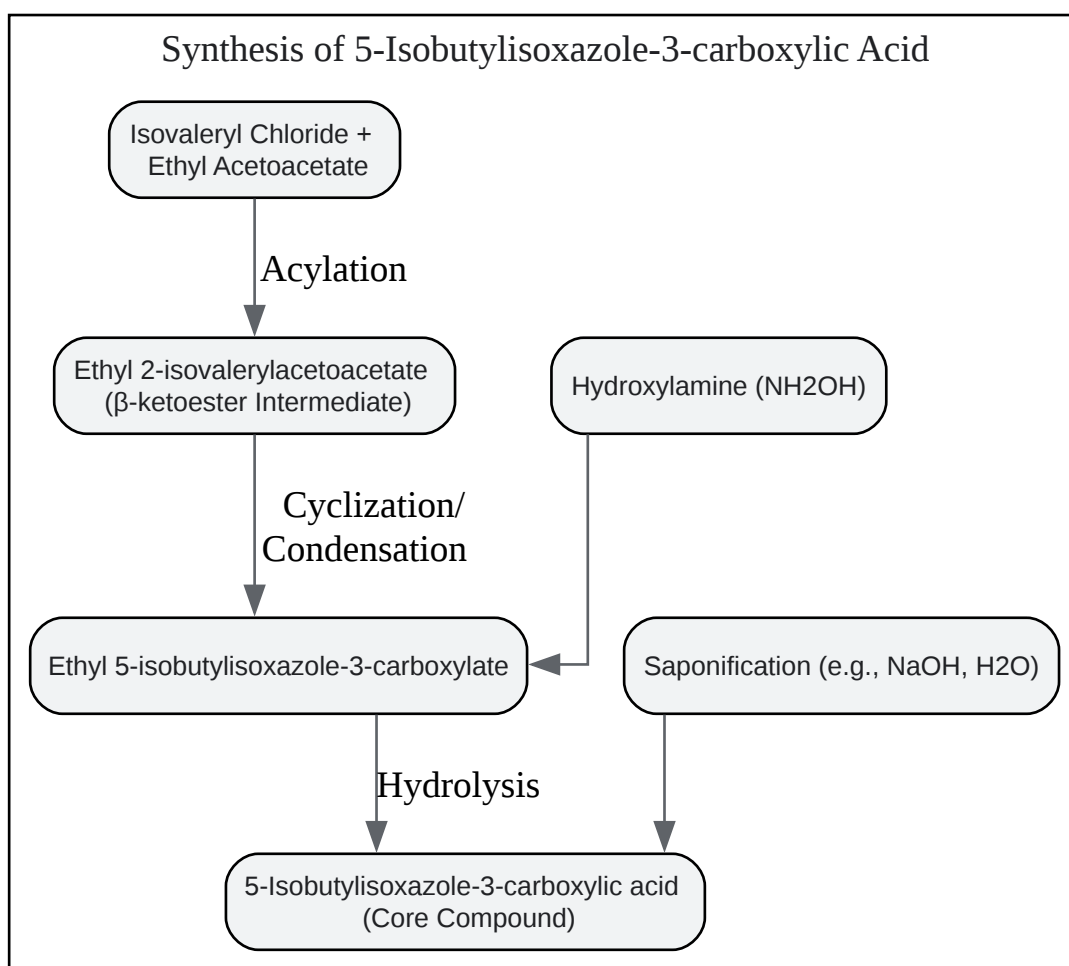 Synthesis of 5-Isobutylisoxazole-3-carboxylic Acid
Isovaleryl Chloride +
Ethyl Acetoacetate
Acylation
Ethyl 2-isovalerylacetoacetate
(β-ketoester Intermediate)
Hydroxylamine (NH2OH)
Cyclization/
Condensation
Ethyl 5-isobutylisoxazole-3-carboxylate
Saponification (e.g., NaOH, H2O)
Hydrolysis
5-Isobutylisoxazole-3-carboxylic acid
(Core Compound)